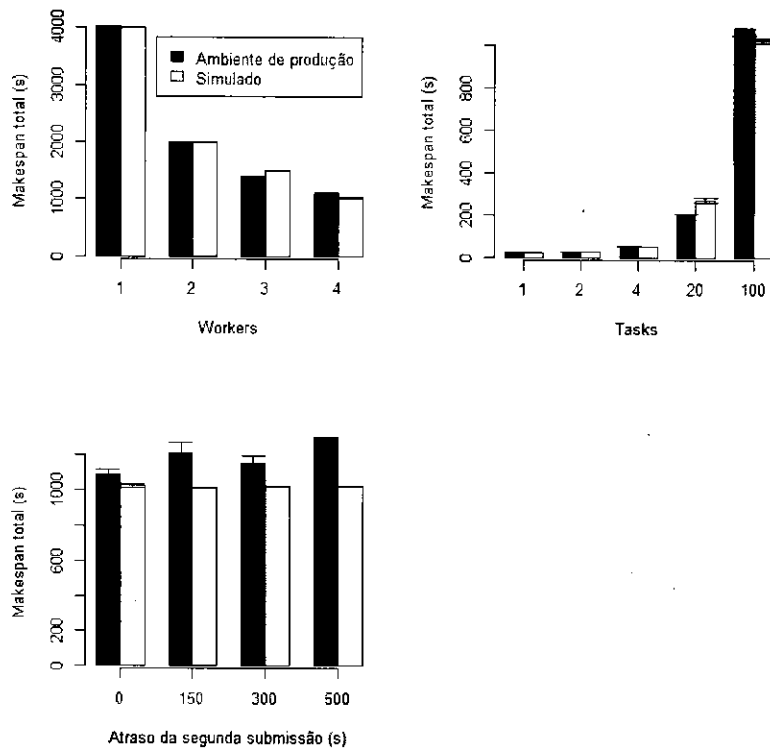 Makespan total (s)
0 1000 2000 3000 4000
Ambiente de produção
Simulado
1 2 3 4
Workers
Makespan total (s)
0 200 400 600 800
1 2 4 20 100
Tasks
Makespan total (s)
0 200 600 1000
0 150 300 500
Atraso da segunda submissão (s)